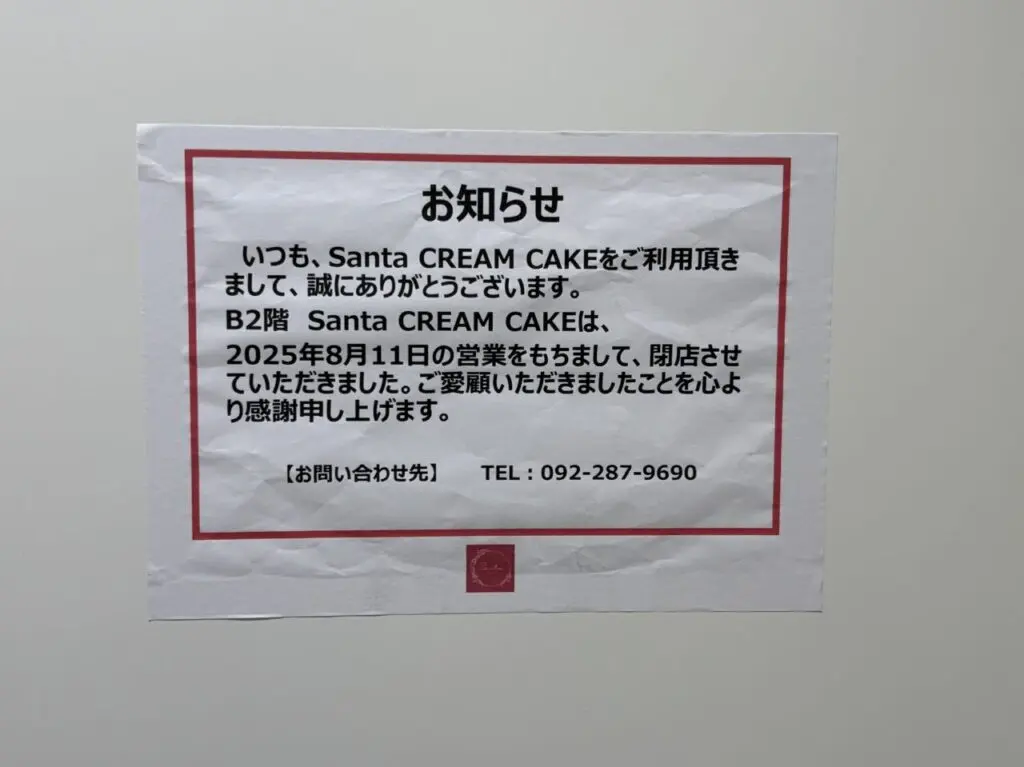 お知らせ
いつも、Santa CREAM CAKEをご利用頂き
まして、誠にありがとうございます。
B2階 Santa CREAM CAKEは、
2025年8月11日の営業をもちまして、閉店させ
ていただきました。ご愛顧いただきましたことを心よ
り感謝申し上げます。
【お問い合わせ先】 TEL：092-287-9690